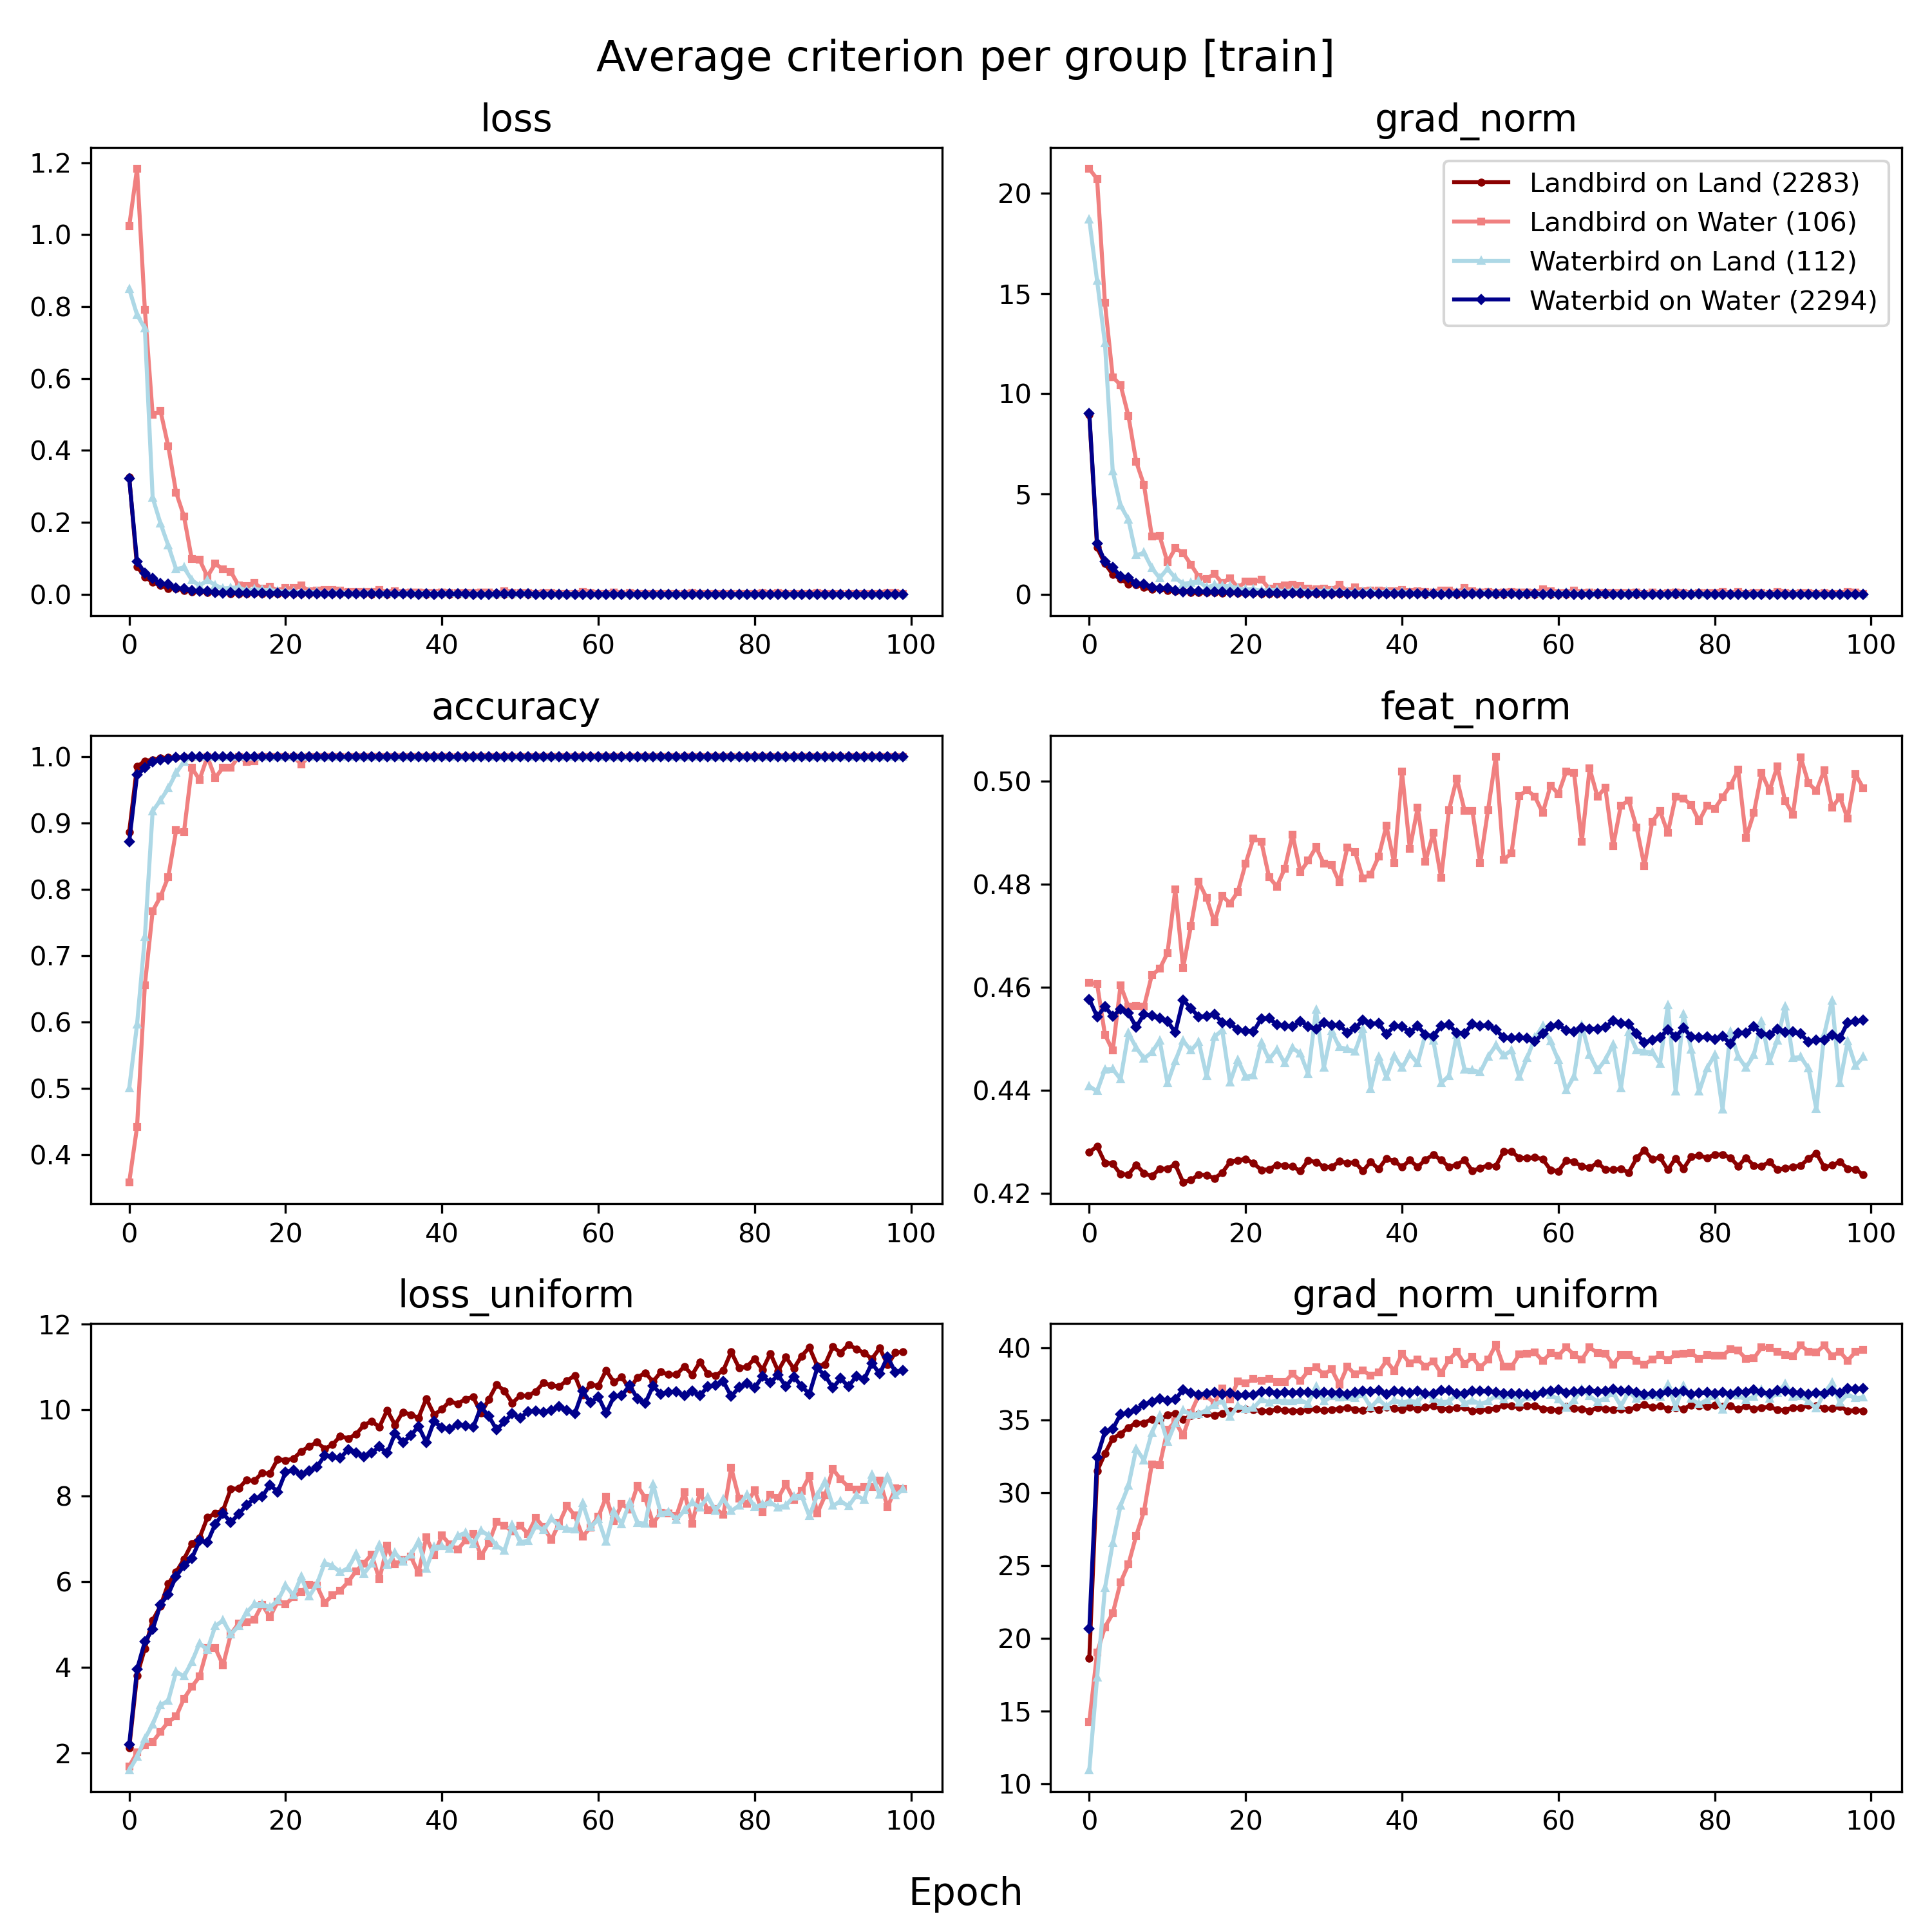 Average criterion per group [train]
loss
1.2
1.0
0.8
0.6
0.4
0.2
0.0
0 20 40 60 80 100
grad_norm
20
15
10
5
0
0 20 40 60 80 100
Landbird on Land (2283)
Landbird on Water (106)
Waterbird on Land (112)
Waterbid on Water (2294)
accuracy
1.0
0.9
0.8
0.7
0.6
0.5
0.4
0 20 40 60 80 100
feat_norm
0.50
0.48
0.46
0.44
0.42
0 20 40 60 80 100
loss_uniform
12
10
8
6
4
2
0 20 40 60 80 100
grad_norm_uniform
40
35
30
25
20
15
10
0 20 40 60 80 100
Epoch